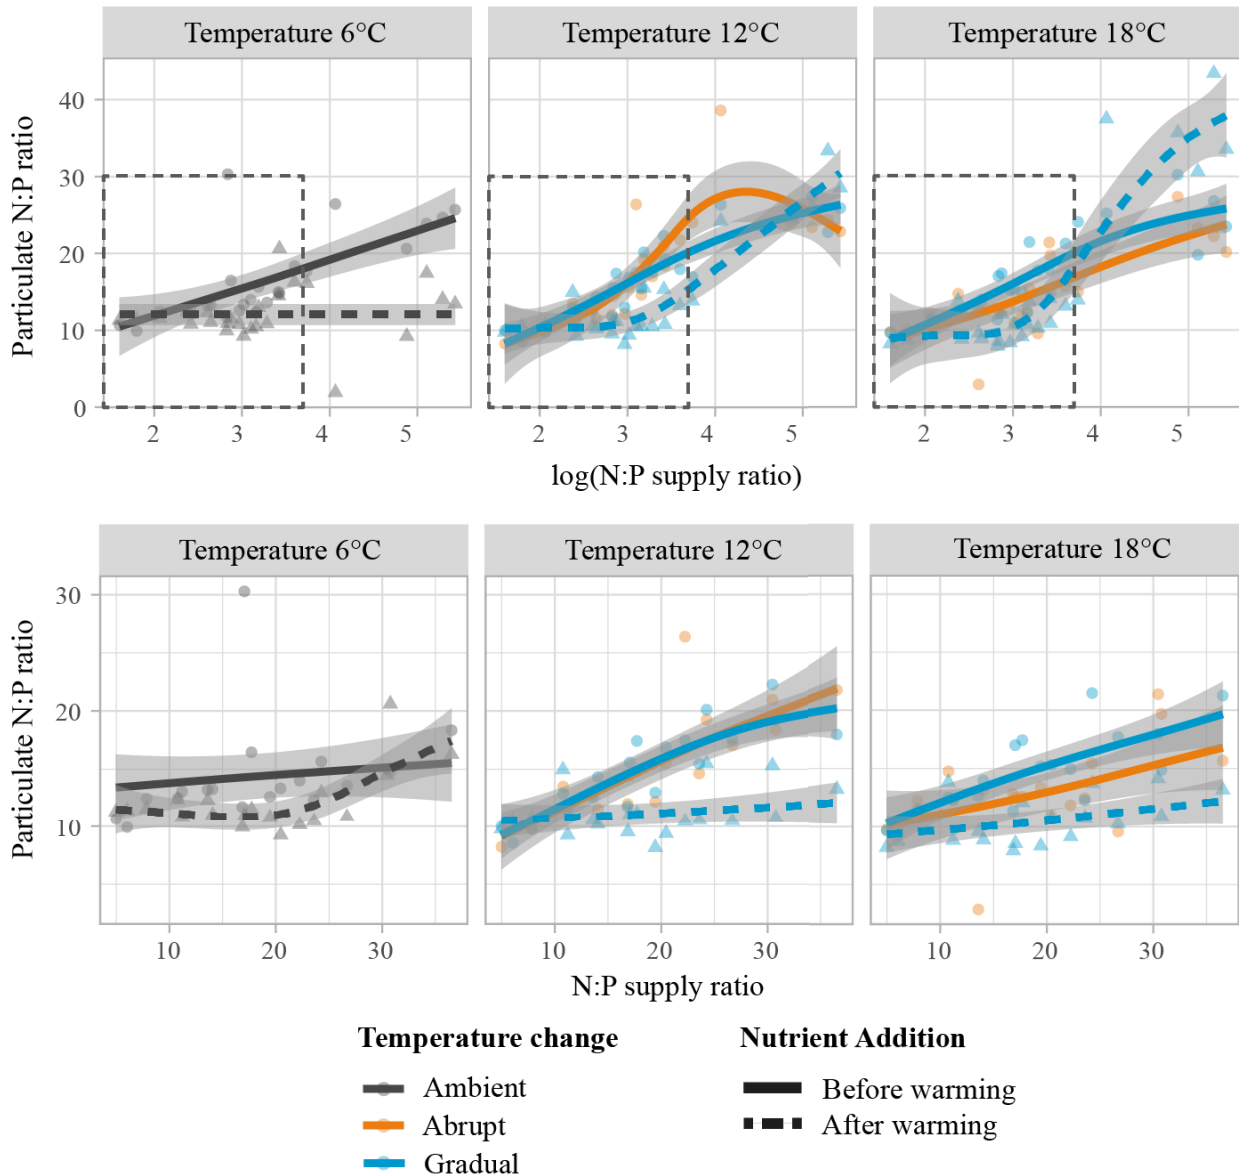 Temperature 6°C Temperature 12°C Temperature 18°C
Particulate N:P ratio
40
30
20
10
0
2 3 4 5 2 3 4 5 2 3 4 5
log(N:P supply ratio)
Temperature 6°C Temperature 12°C Temperature 18°C
Particulate N:P ratio
30
20
10
10 20 30 10 20 30 10 20 30
N:P supply ratio
Temperature change Nutrient Addition
Ambient Before warming
Abrupt After warming
Gradual